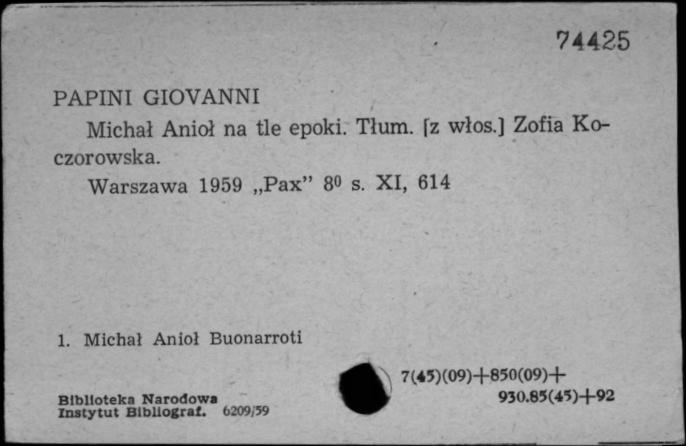 74425
PAPINI GIOVANNI
Michał Anioł na tle epoki. Tłum. [z włos.] Zofia Ko-
czorowska.
Warszawa 1959 „Pax” 8⁰ s. XI, 614
1. Michał Anioł Buonarroti
7(45)(09)+850(09)+
930.85(45)+92
Biblioteka Narodowa
Instytut Bibliograf. 6209/59